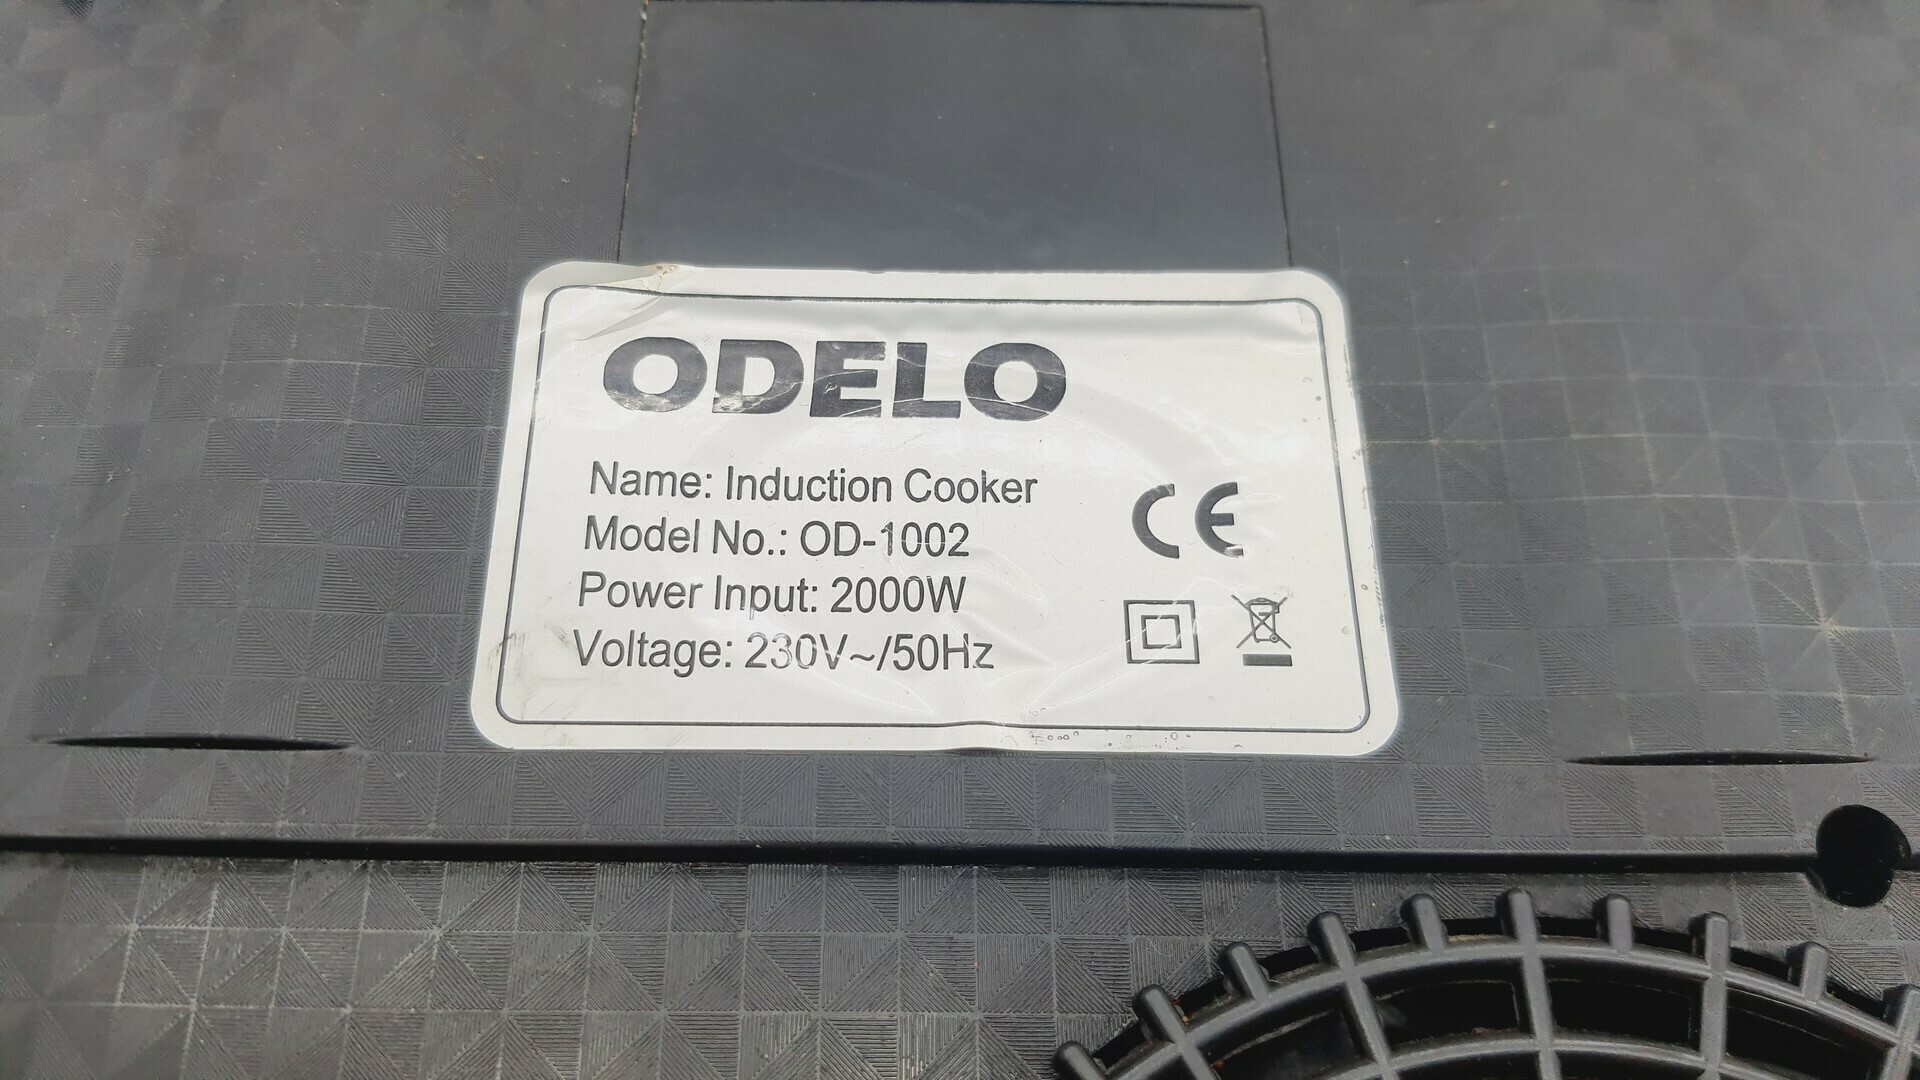 ODELO
Name: Induction Cooker
Model No.: OD-1002
Power Input: 2000W
Voltage: 230V~/50Hz
CE